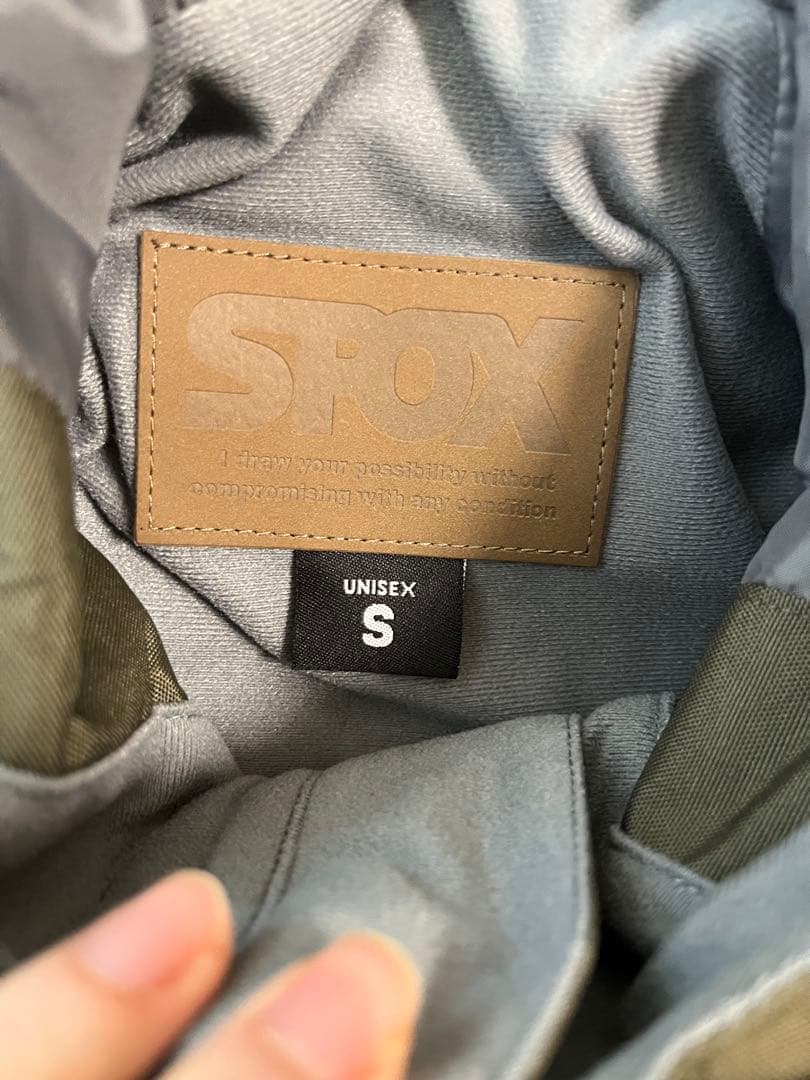 SPOX
I draw your possibility without
compromising with any condition
UNISEX
S